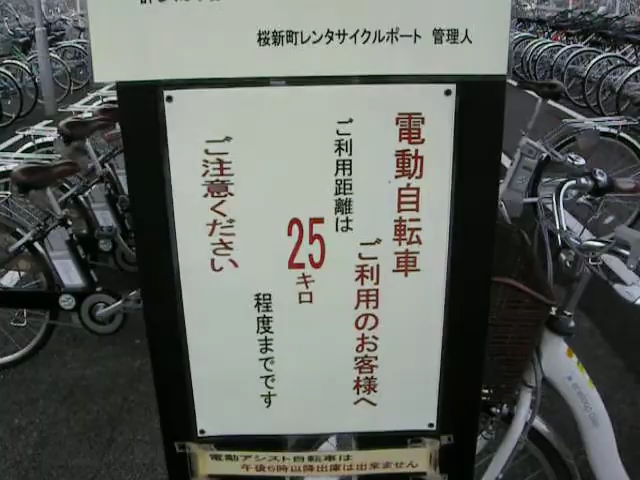 桜新町レンタサイクルポート 管理人
電動自転車
ご利用のお客様へ
ご利用距離は
25キロ
程度までです
ご注意ください
電動アシスト自転車は
午後6時以降出庫は出来ません